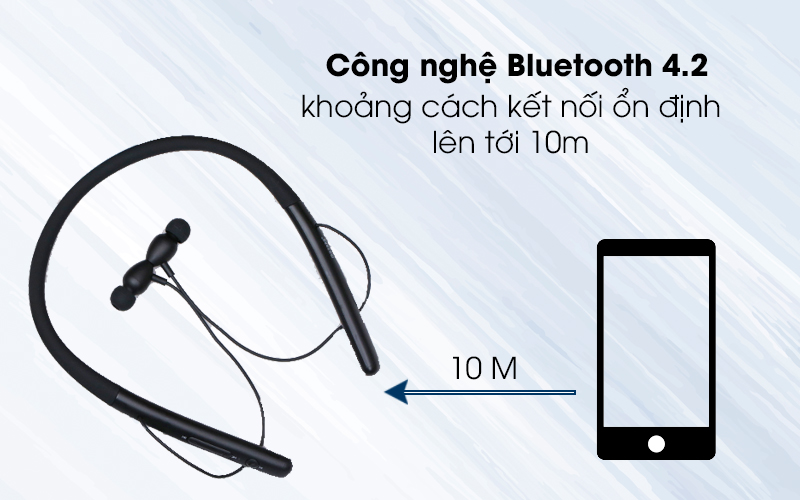 Công nghệ Bluetooth 4.2
khoảng cách kết nối ổn định
lên tới 10m
10 M